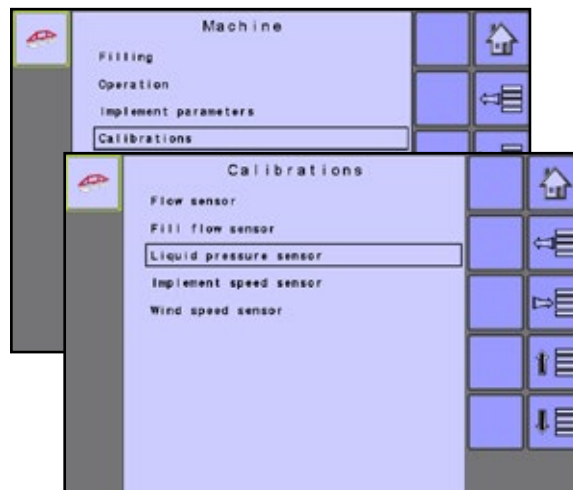 Machine
Filling
Operation
Implement parameters
Calibrations
Calibrations
Flow sensor
Fill flow sensor
Liquid pressure sensor
Implement speed sensor
Wind speed sensor